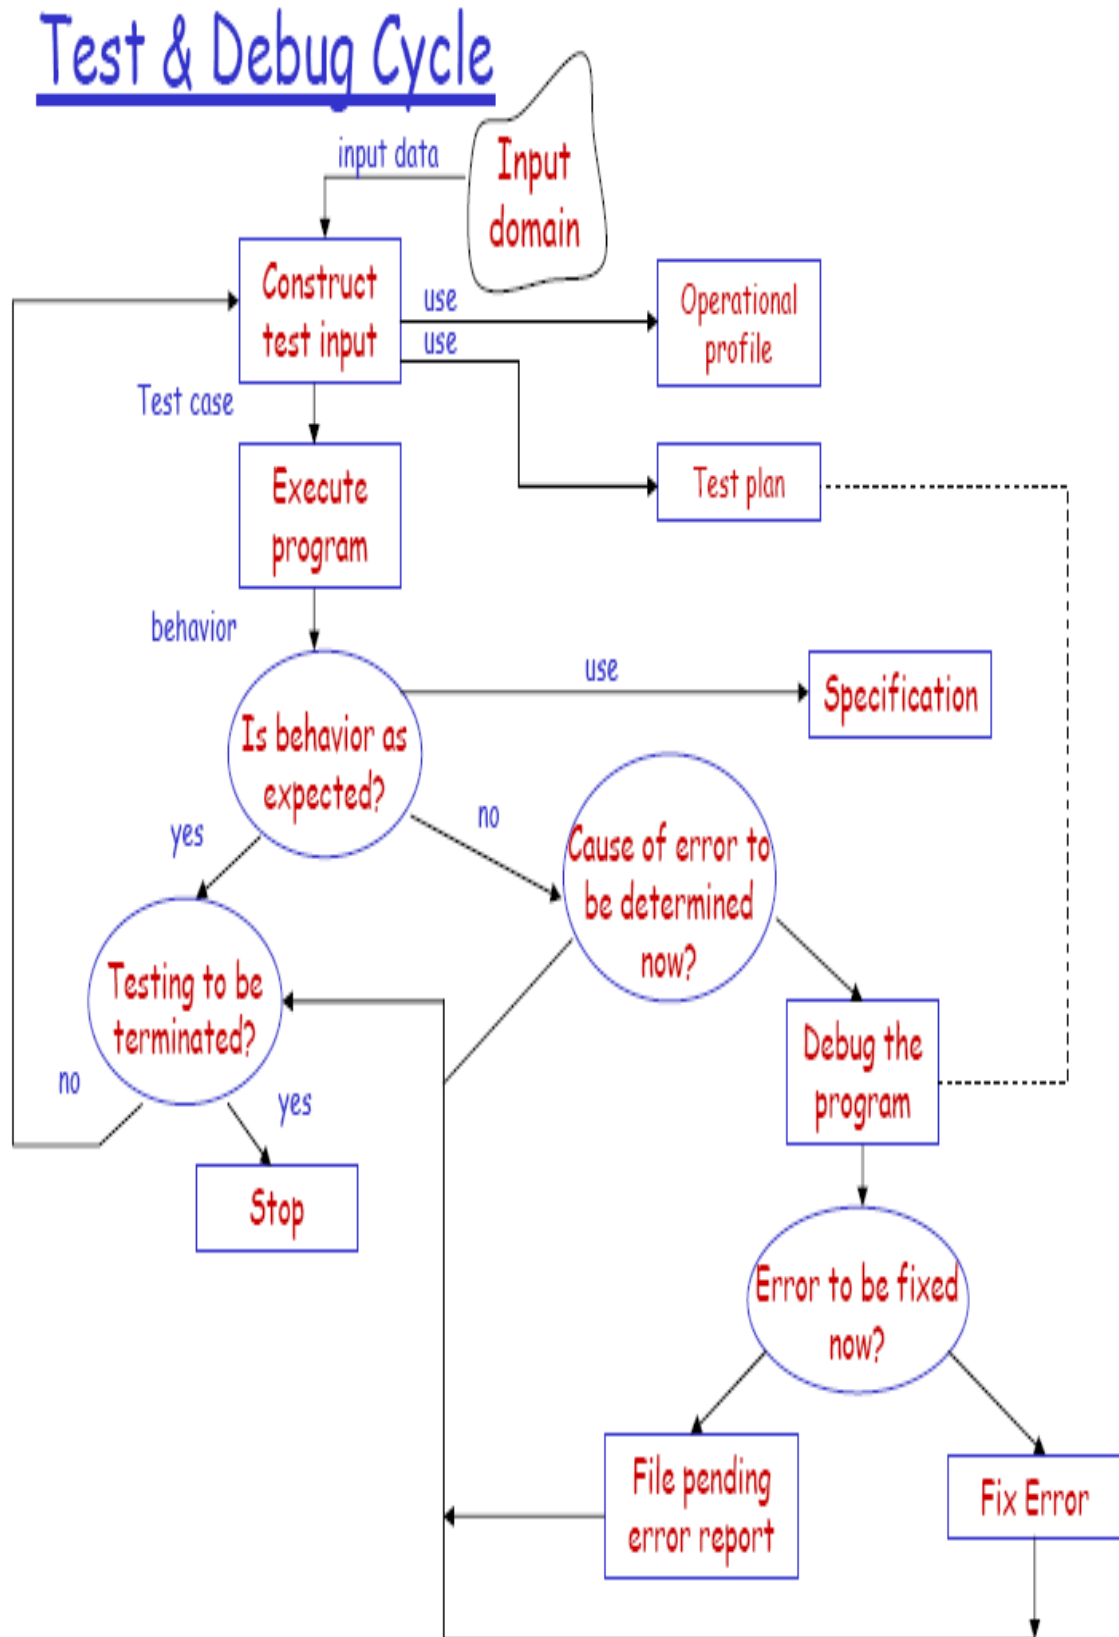 Test & Debug Cycle
input data
Input
domain
Construct
test input
use
use
Operational
profile
Test case
Execute
program
Test plan
behavior
use
Specification
Is behavior as
expected?
yes
no
Cause of error to
be determined
now?
Testing to be
terminated?
no
yes
Stop
Debug the
program
Error to be fixed
now?
File pending
error report
Fix Error